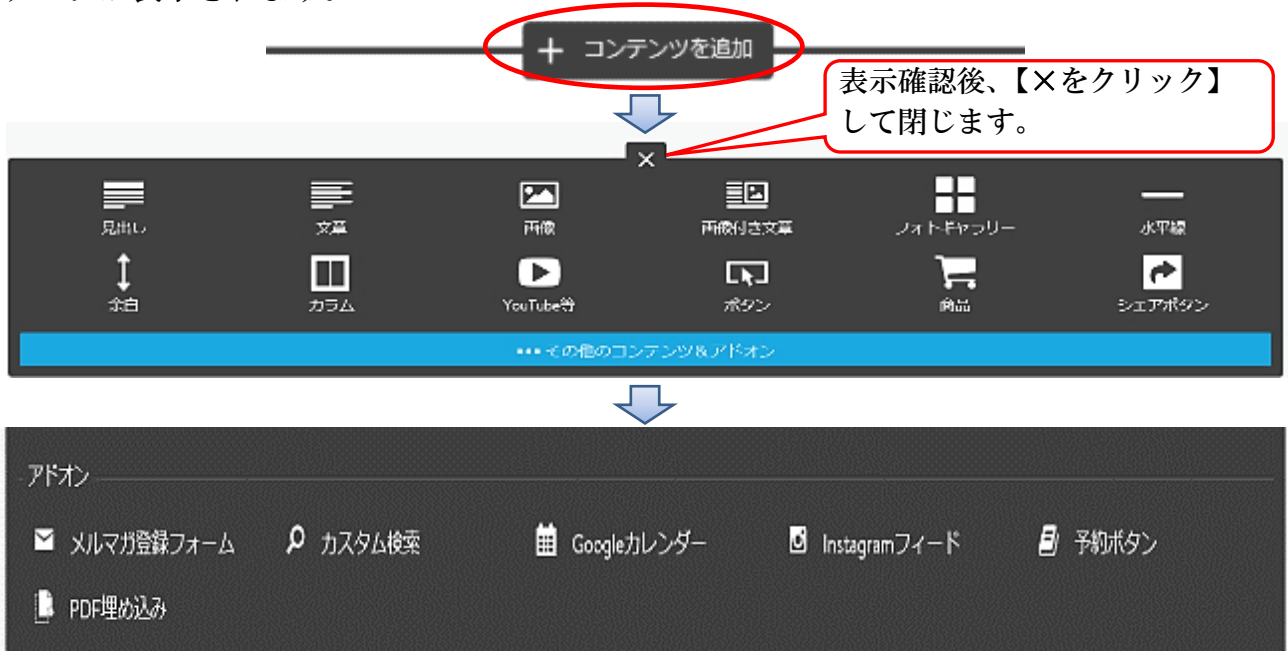 ＋ コンテンツを追加
表示確認後、【×をクリック】
して閉じます。
×
見出し 文章 画像 画像付き文章 フォトギャラリー 水平線
余白 カラム YouTube等 ボタン 商品 シェアボタン
••• その他のコンテンツ＆アドオン
アドオン
メルマガ登録フォーム カスタム検索 Googleカレンダー Instagramフィード 予約ボタン
PDF埋め込み